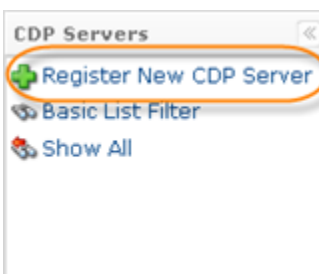 CDP Servers
Register New CDP Server
Basic List Filter
Show All